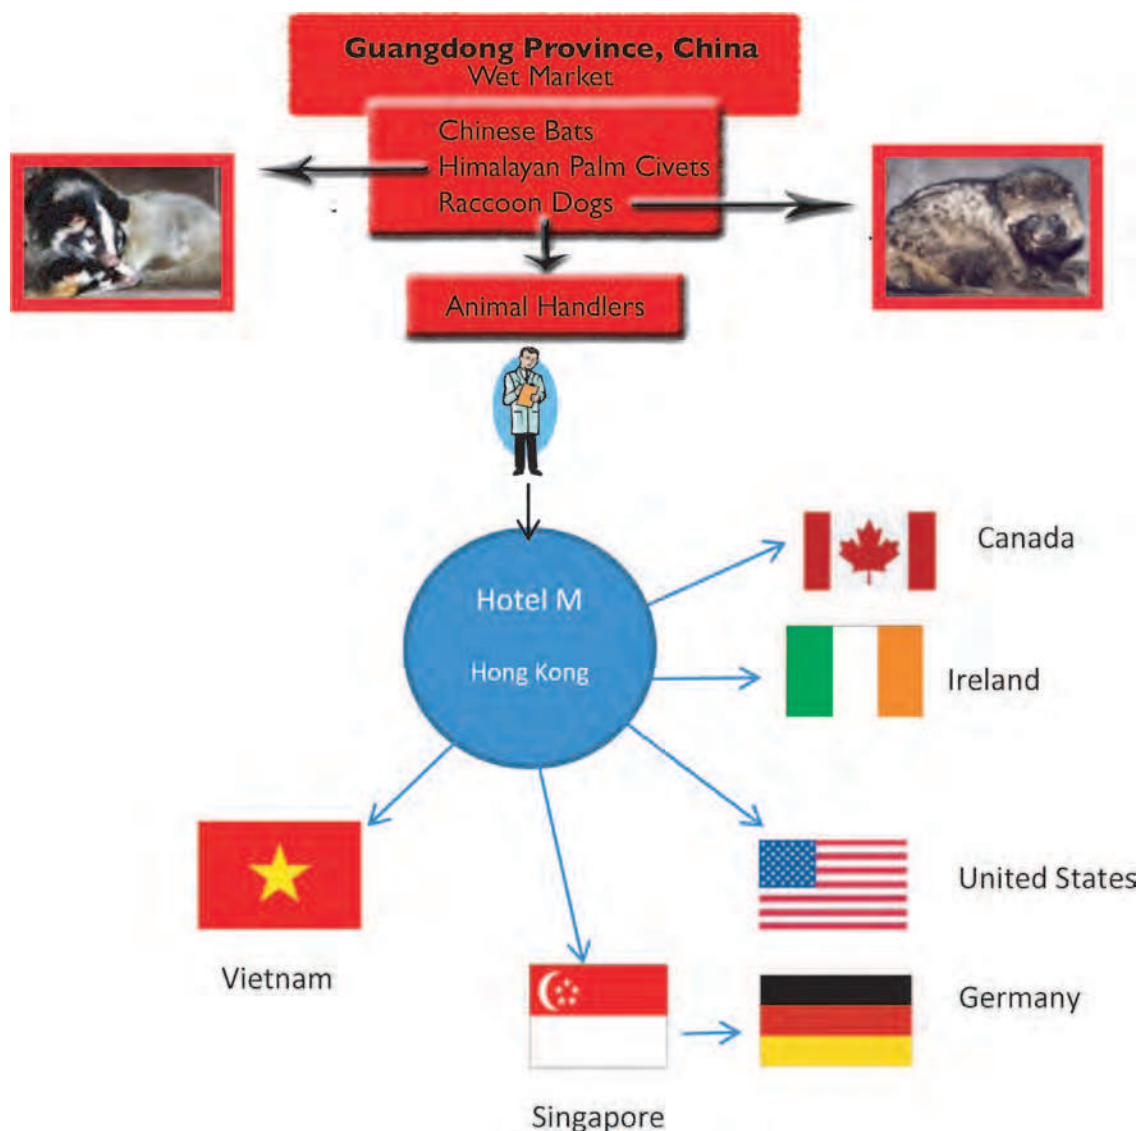 Guangdong Province, China
Wet Market
Chinese Bats
Himalayan Palm Civets
Raccoon Dogs
Animal Handlers
Hotel M
Hong Kong
Canada
Ireland
United States
Vietnam
Germany
Singapore